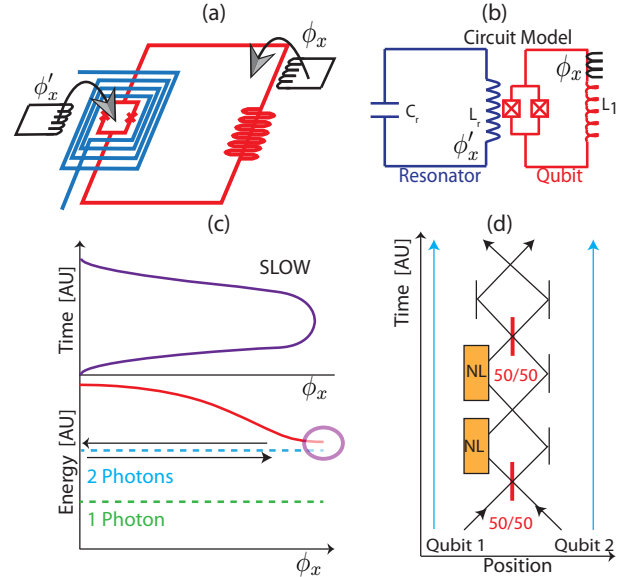 (a)
ϕₓ
ϕ′ₓ
(b)
Circuit Model
ϕₓ
Cᵣ
Lᵣ
L1
ϕ′ₓ
Resonator
Qubit
(c)
SLOW
Time [AU]
ϕₓ
Energy [AU]
2 Photons
1 Photon
ϕₓ
(d)
Time [AU]
NL
50/50
NL
50/50
Qubit 1
Qubit 2
Position